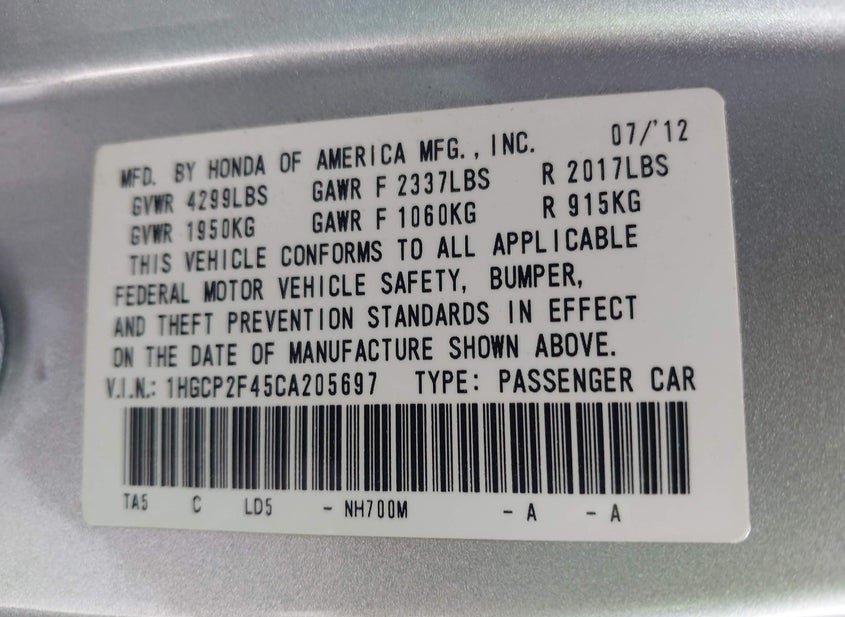 MFD. BY HONDA OF AMERICA MFG., INC. 07/'12
GVWR 4299LBS GAWR F 2337LBS R 2017LBS
GVWR 1950KG GAWR F 1060KG R 915KG
THIS VEHICLE CONFORMS TO ALL APPLICABLE
FEDERAL MOTOR VEHICLE SAFETY, BUMPER,
AND THEFT PREVENTION STANDARDS IN EFFECT
ON THE DATE OF MANUFACTURE SHOWN ABOVE.
V.I.N.: 1HGCP2F45CA205697 TYPE: PASSENGER CAR
TA5 C LD5 - NH700M - A - A